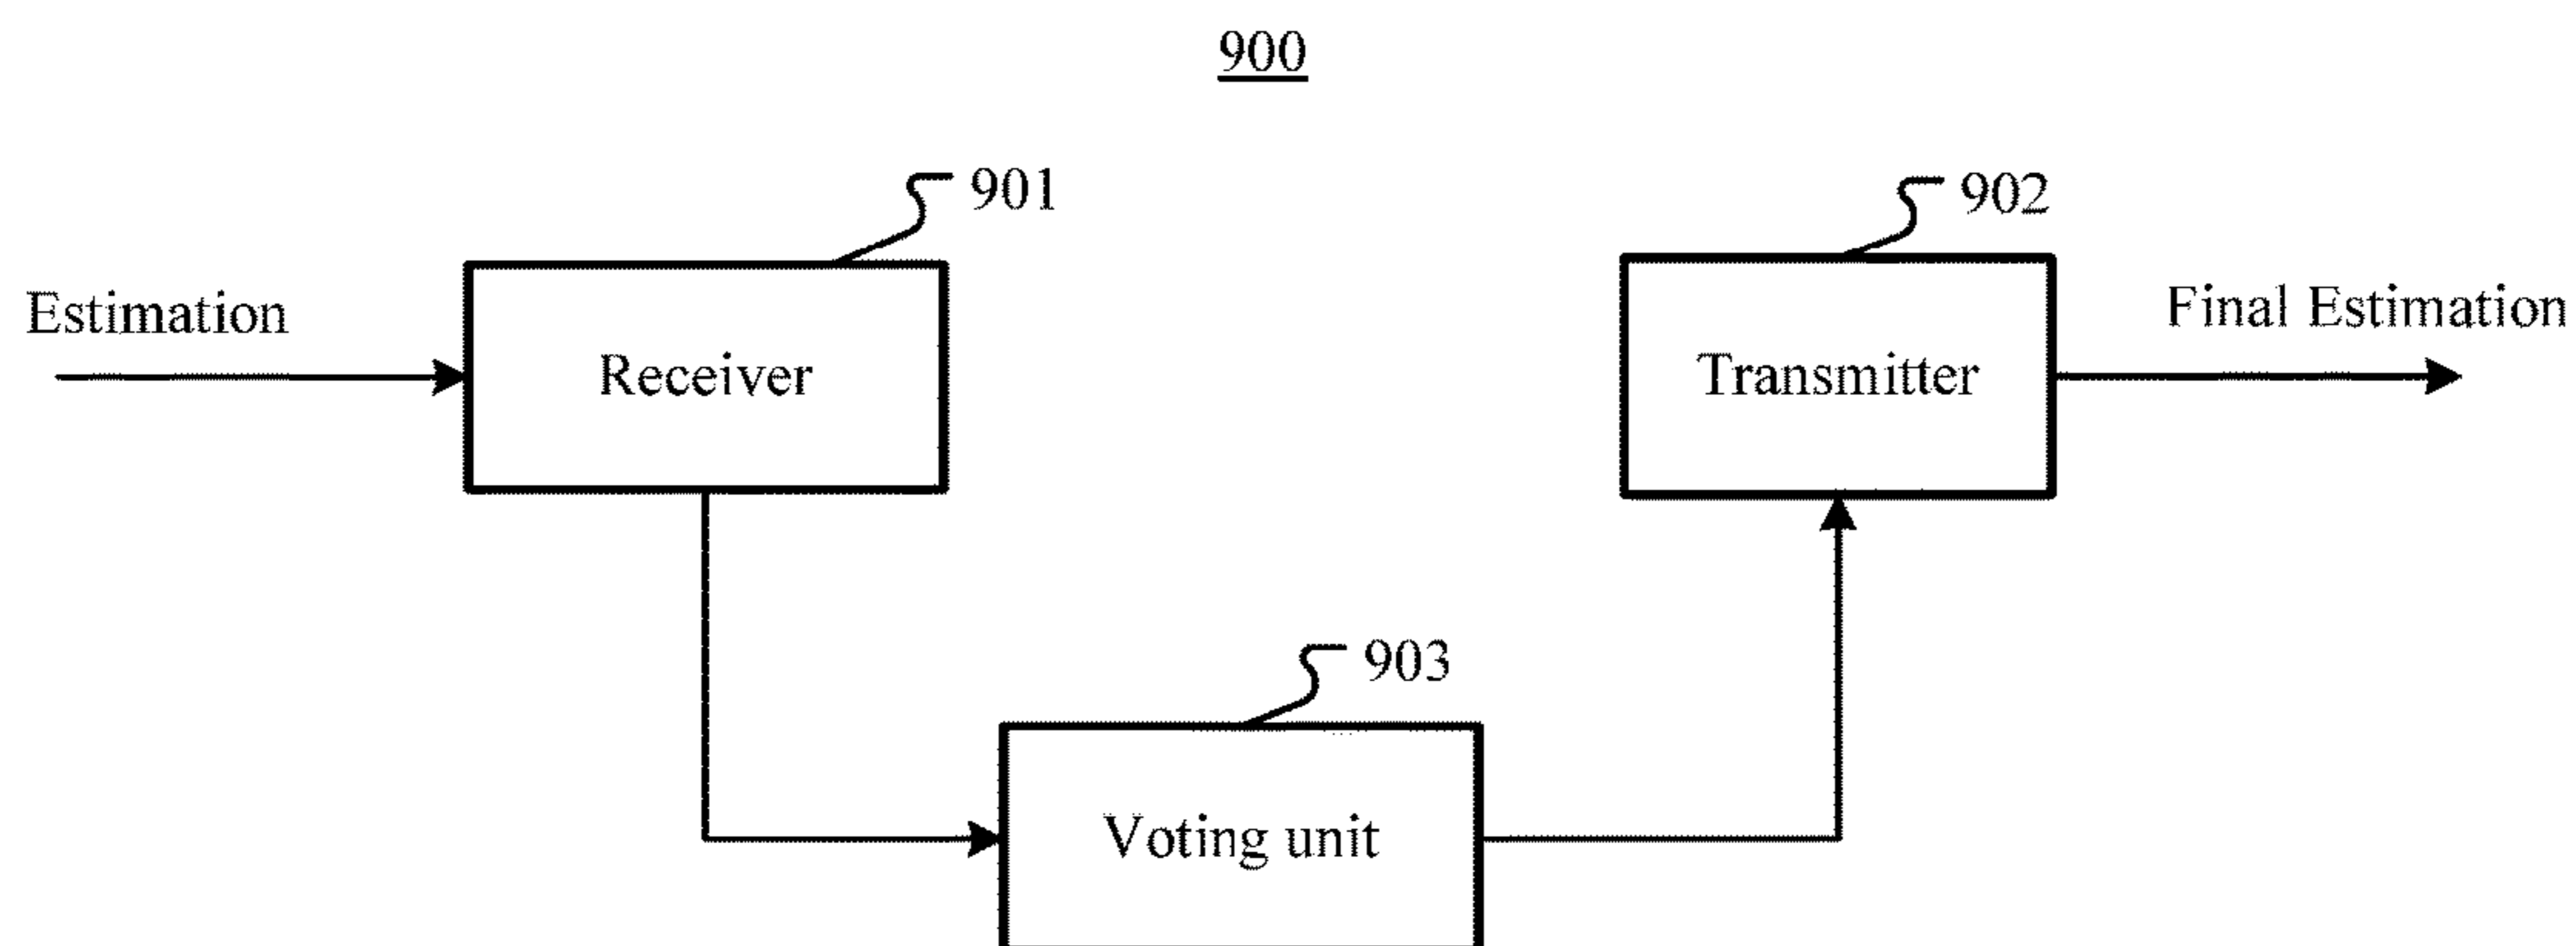 900
901
902
Estimation
Receiver
Transmitter
Final Estimation
903
Voting unit